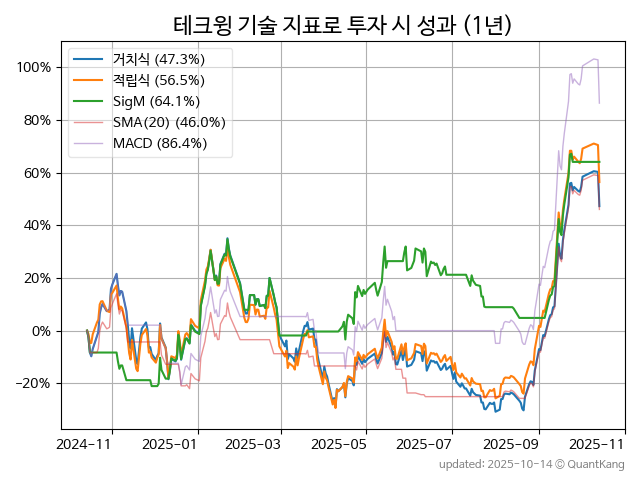 테크윙 기술 지표로 투자 시 성과 (1년)
거치식 (47.3%)
적립식 (56.5%)
SigM (64.1%)
SMA(20) (46.0%)
MACD (86.4%)
100%
80%
60%
40%
20%
0%
−20%
2024-11 2025-01 2025-03 2025-05 2025-07 2025-09 2025-11
updated: 2025-10-14 © QuantKang